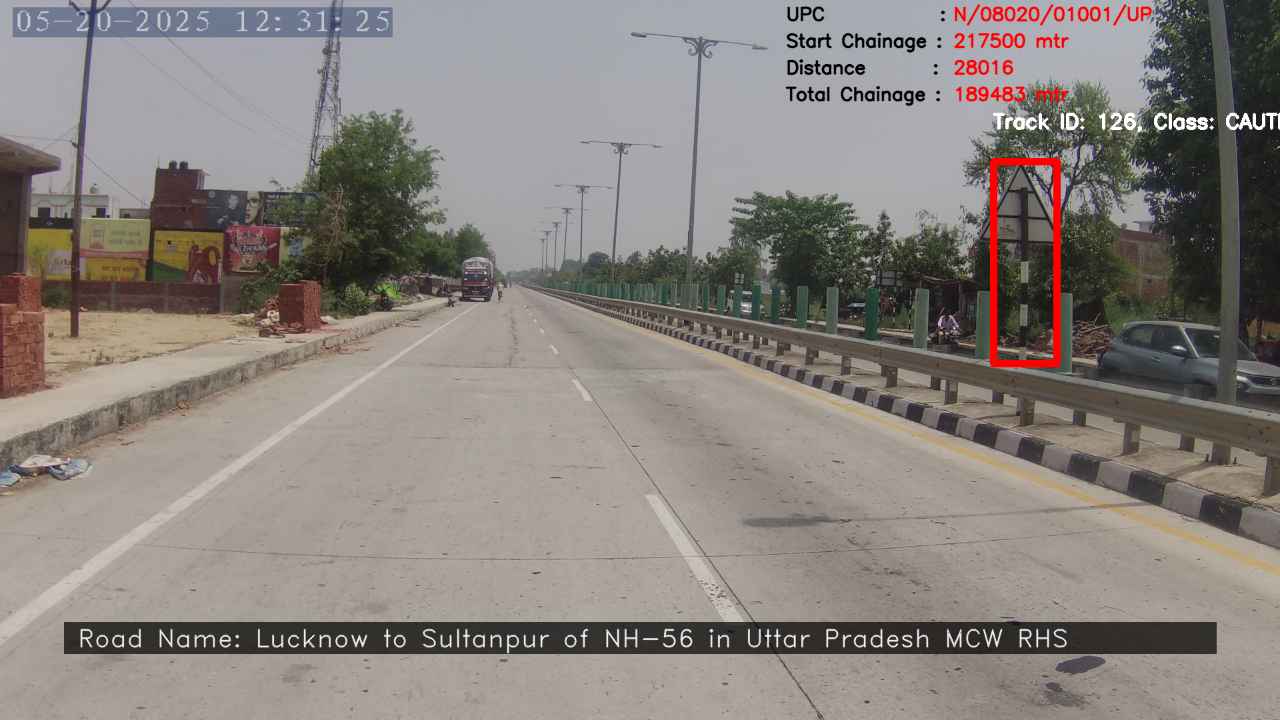 05-20-2025 12:31:25
UPC : N/08020/01001/UP
Start Chainage : 217500 mtr
Distance : 28016
Total Chainage : 189483 mtr
Track ID: 126, Class: CAUTI
Road Name: Lucknow to Sultanpur of NH-56 in Uttar Pradesh MCW RHS